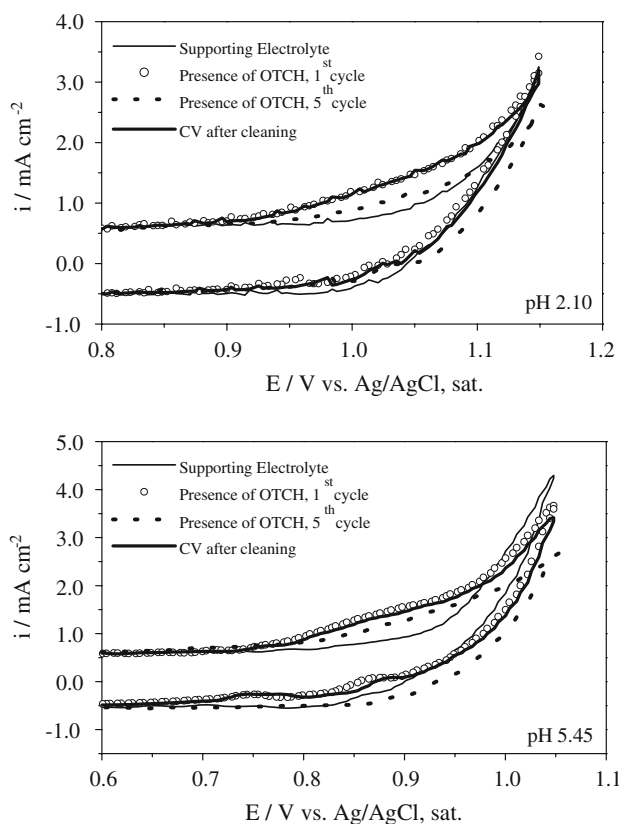 4.0
3.0
2.0
1.0
0.0
-1.0
i / mA cm-2
Supporting Electrolyte
Presence of OTCH, 1st cycle
Presence of OTCH, 5th cycle
CV after cleaning
pH 2.10
0.8 0.9 1.0 1.1 1.2
E / V vs. Ag/AgCl, sat.
5.0
4.0
3.0
2.0
1.0
0.0
-1.0
i / mA cm-2
Supporting Electrolyte
Presence of OTCH, 1st cycle
Presence of OTCH, 5th cycle
CV after cleaning
pH 5.45
0.6 0.7 0.8 0.9 1.0 1.1
E / V vs. Ag/AgCl, sat.